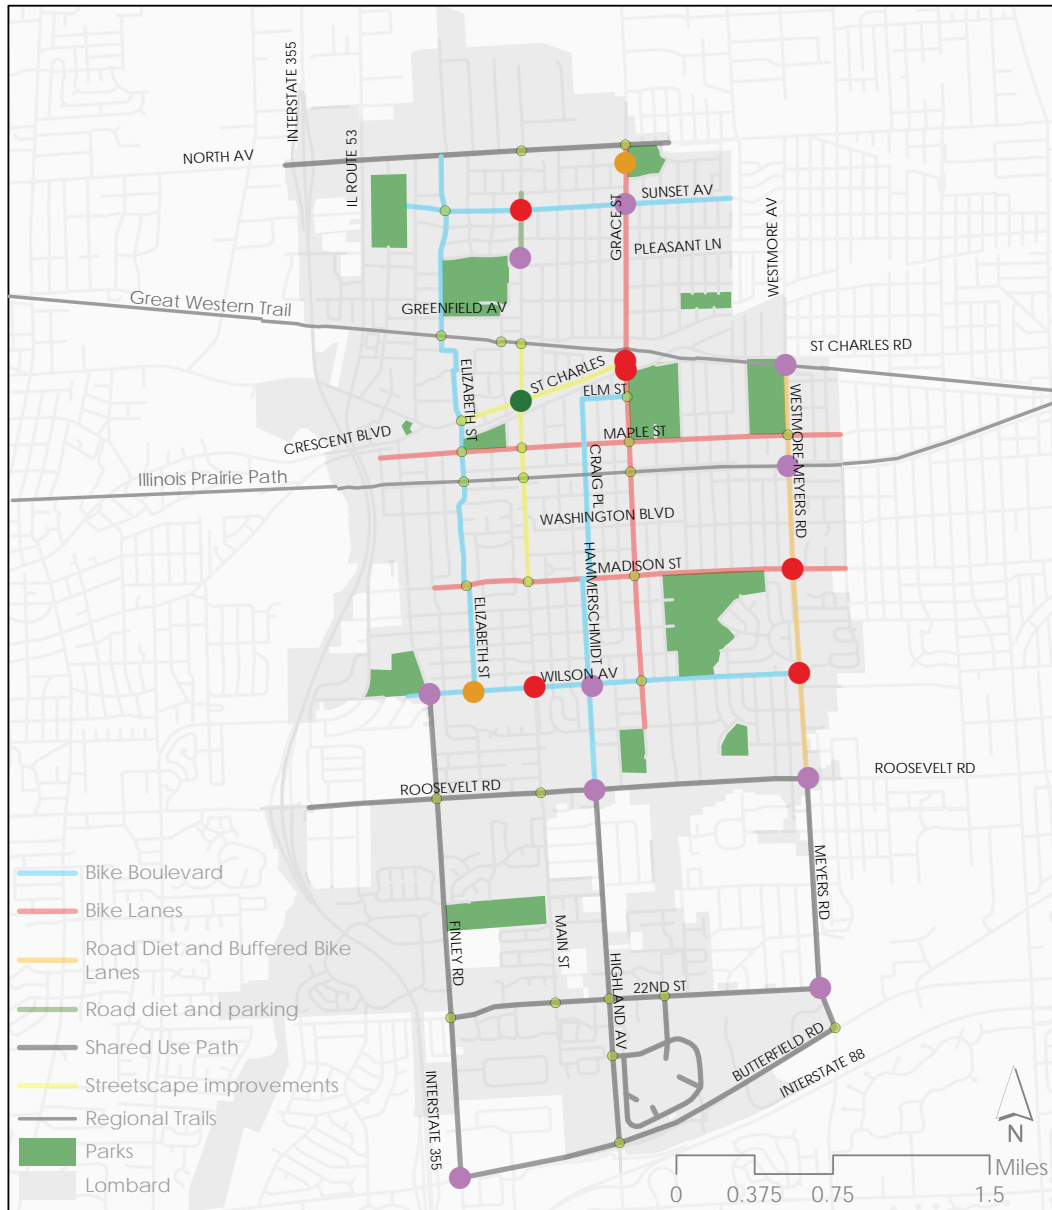 INTERSTATE 355
IL ROUTE 53
NORTH AV
SUNSET AV
GRACE ST
PLEASANT LN
WESTMORE AV
Great Western Trail
GREENFIELD AV
ST CHARLES RD
ST CHARLES
ELM ST
ELIZABETH ST
CRESCENT BLVD
MAPLE ST
WESTMORE-MEYERS RD
CRAIG PL
Illinois Prairie Path
WASHINGTON BLVD
MADISON ST
HAMMERSCHMIDT
ELIZABETH ST
WILSON AV
ROOSEVELT RD
ROOSEVELT RD
MEYERS RD
FINLEY RD
MAIN ST
HIGHLAND AV
22ND ST
BUTTERFIELD RD
INTERSTATE 88
INTERSTATE 355
Bike Boulevard
Bike Lanes
Road Diet and Buffered Bike
Lanes
Road diet and parking
Shared Use Path
Streetscape improvements
Regional Trails
Parks
Lombard
N
Miles
0 0.375 0.75 1.5